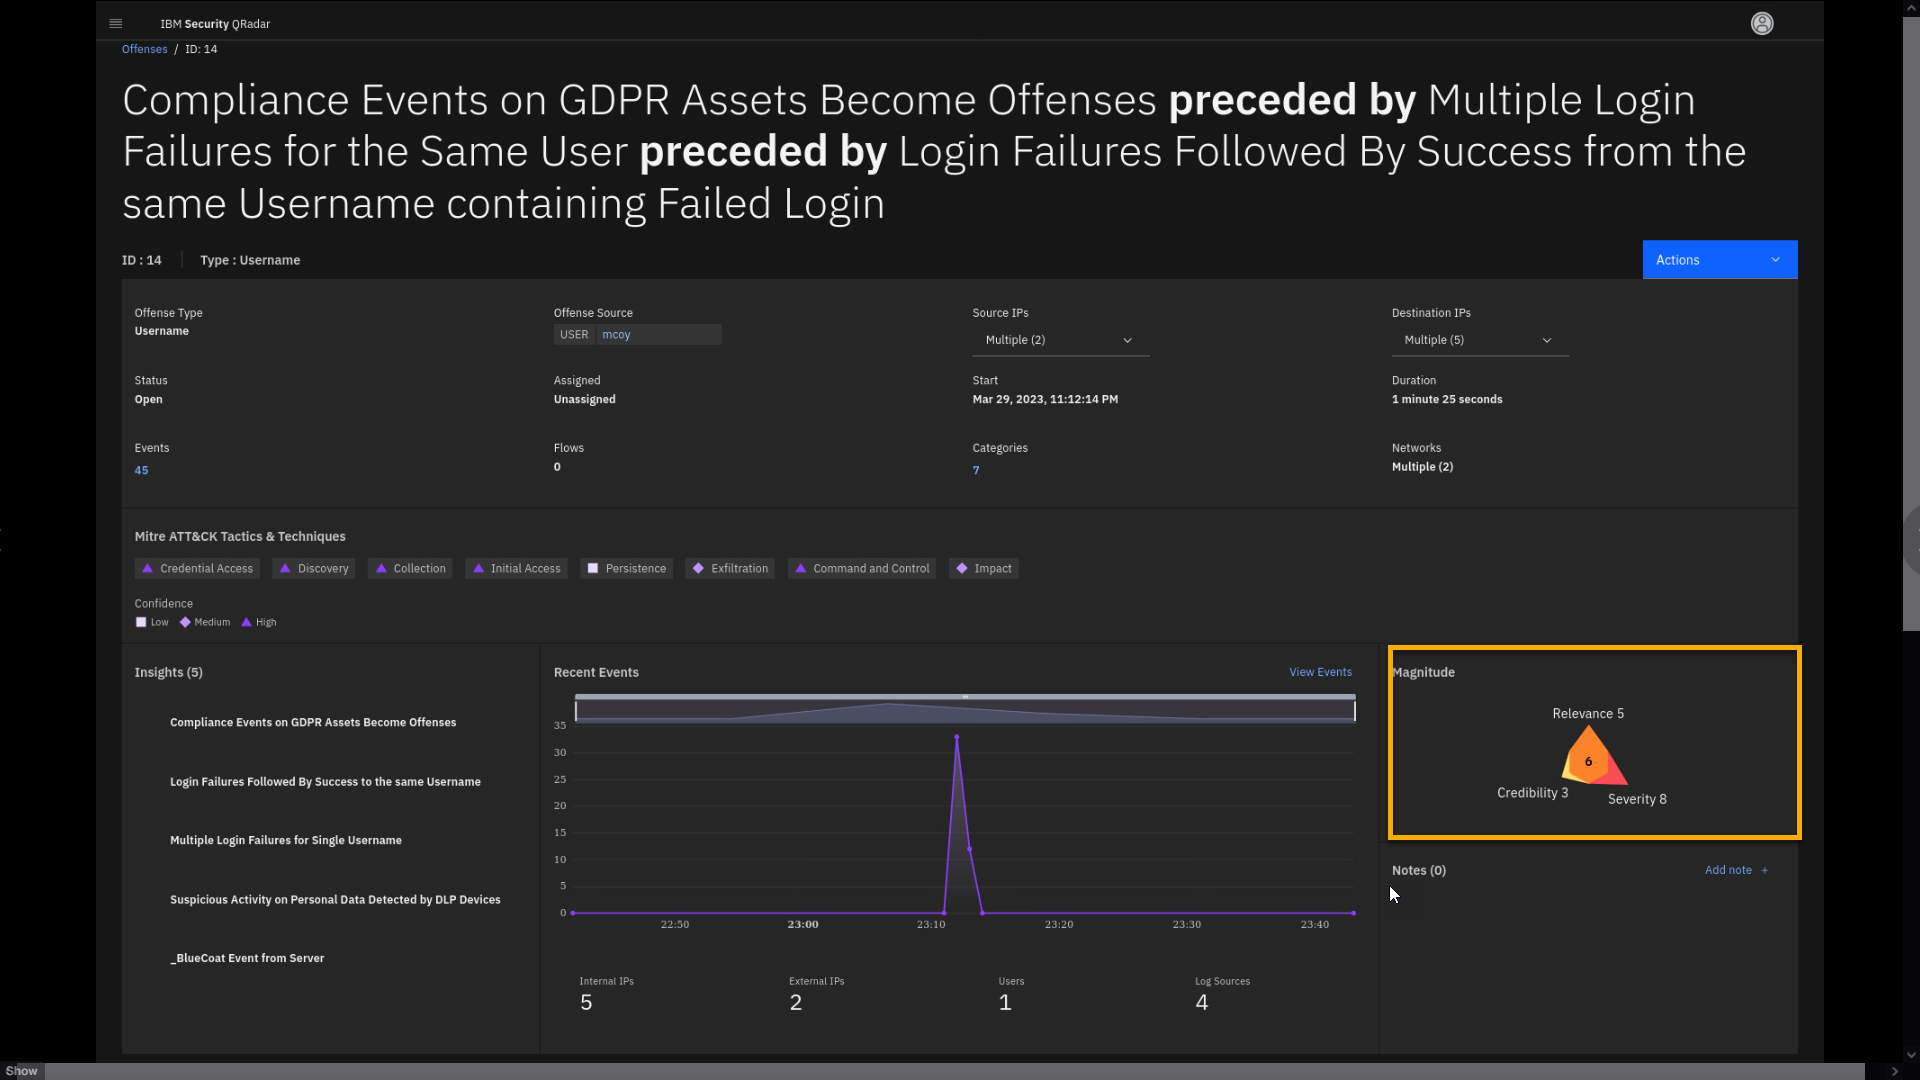 IBM Security QRadar
Offenses / ID: 14
Compliance Events on GDPR Assets Become Offenses preceded by Multiple Login
Failures for the Same User preceded by Login Failures Followed By Success from the
same Username containing Failed Login
ID : 14 Type : Username
Actions
Offense Type
Username
Offense Source
USER mcoy
Source IPs
Multiple (2)
Destination IPs
Multiple (5)
Status
Open
Assigned
Unassigned
Start
Mar 29, 2023, 11:12:14 PM
Duration
1 minute 25 seconds
Events
45
Flows
0
Categories
7
Networks
Multiple (2)
Mitre ATT&CK Tactics & Techniques
Credential Access Discovery Collection Initial Access Persistence Exfiltration Command and Control Impact
Confidence
Low Medium High
Insights (5)
Compliance Events on GDPR Assets Become Offenses
Login Failures Followed By Success to the same Username
Multiple Login Failures for Single Username
Suspicious Activity on Personal Data Detected by DLP Devices
_BlueCoat Event from Server
Recent Events
View Events
35
30
25
20
15
10
5
0
22:50 23:00 23:10 23:20 23:30 23:40
Internal IPs
5
External IPs
2
Users
1
Log Sources
4
Magnitude
Relevance 5
6
Credibility 3
Severity 8
Notes (0)
Add note +
Show